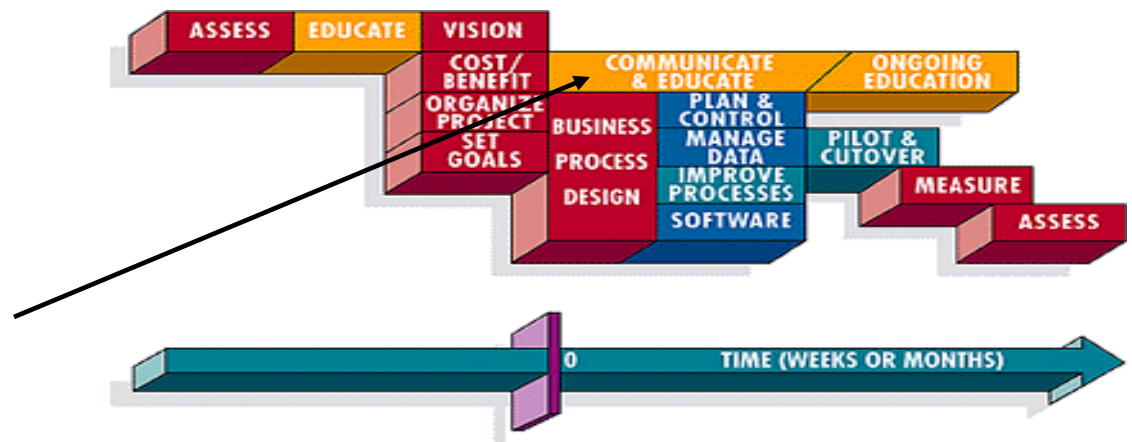 ASSESS
EDUCATE
VISION
COST/
BENEFIT
ORGANIZE
PROJECT
SET
GOALS
COMMUNICATE
& EDUCATE
ONGOING
EDUCATION
BUSINESS
PROCESS
DESIGN
PLAN &
CONTROL
MANAGE
DATA
IMPROVE
PROCESSES
SOFTWARE
PILOT &
CUTOVER
MEASURE
ASSESS
0
TIME (WEEKS OR MONTHS)